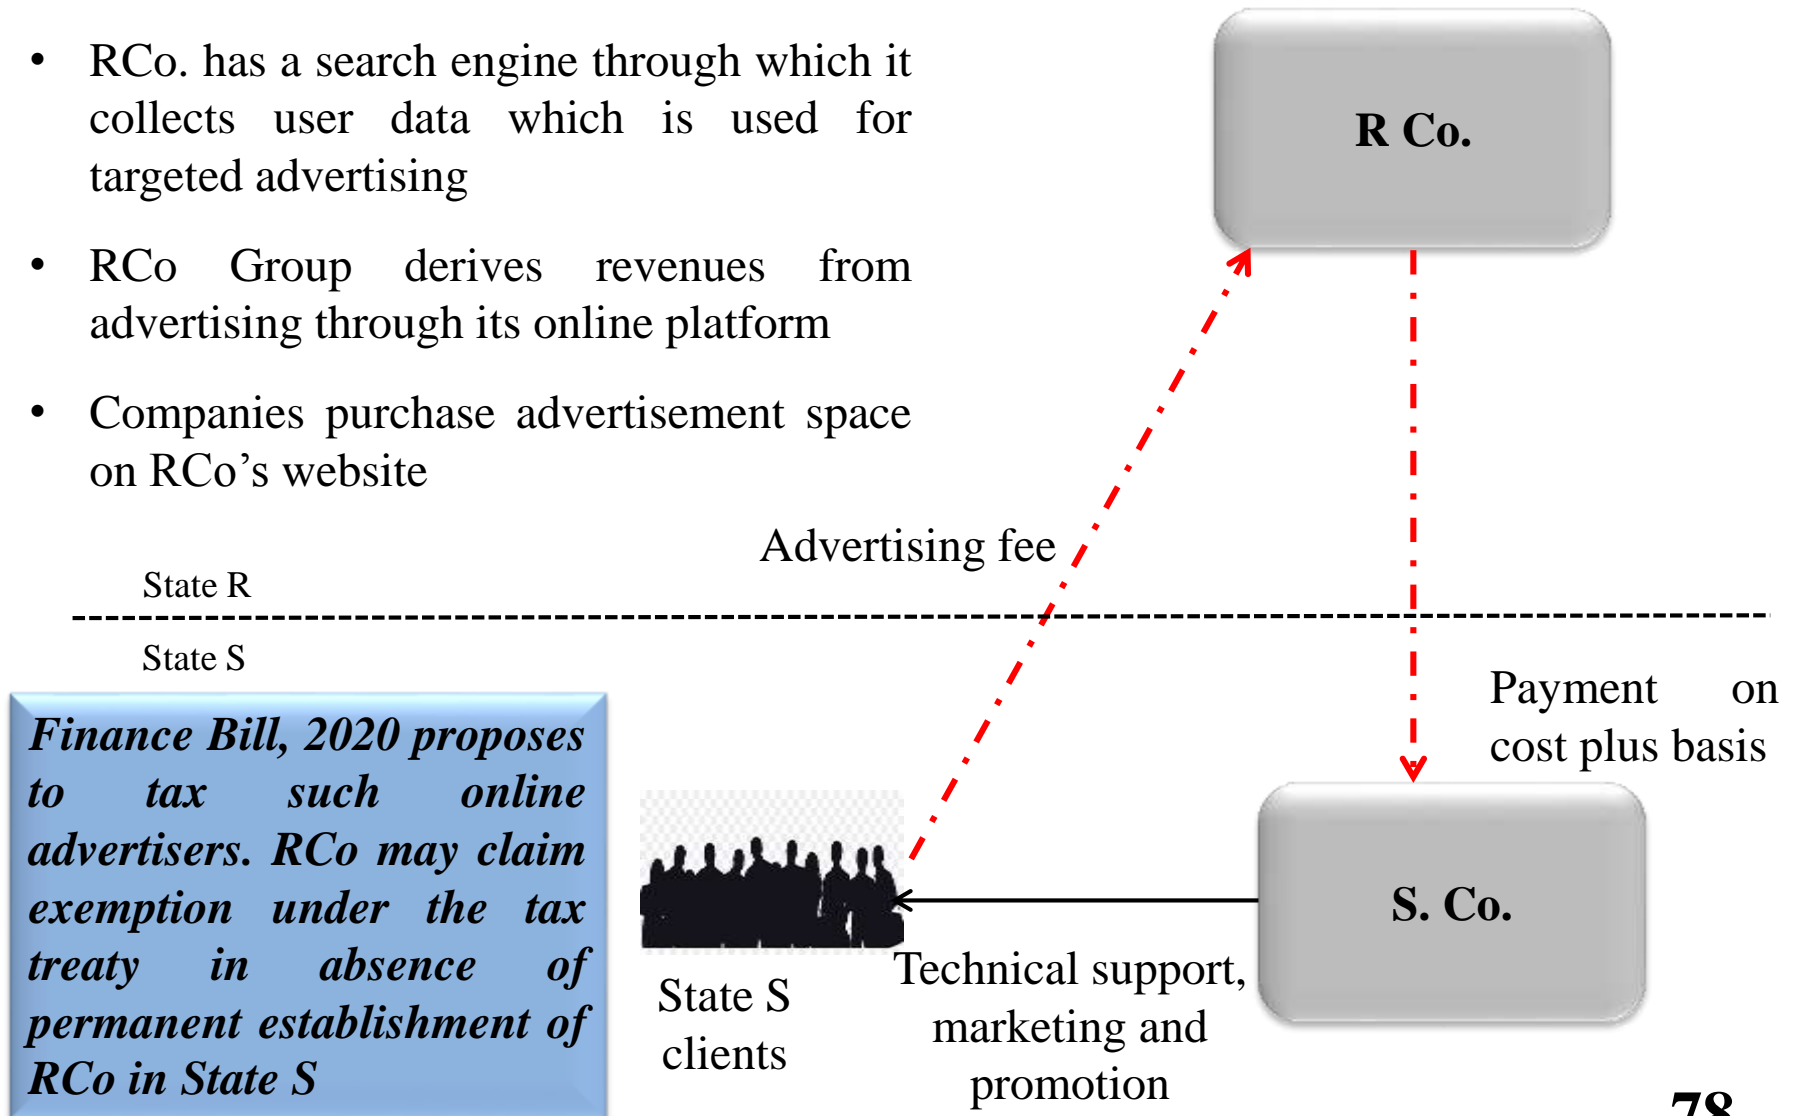 • RCo. has a search engine through which it
collects user data which is used for
targeted advertising
• RCo Group derives revenues from
advertising through its online platform
• Companies purchase advertisement space
on RCo’s website
R Co.
Advertising fee
State R
State S
Payment on
cost plus basis
Finance Bill, 2020 proposes
to tax such online
advertisers. RCo may claim
exemption under the tax
treaty in absence of
permanent establishment of
RCo in State S
S. Co.
State S
clients
Technical support,
marketing and
promotion
78